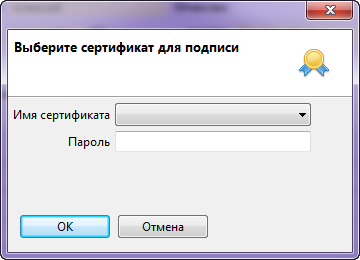 Выберите сертификат для подписи
Имя сертификата
Пароль
OK
Отмена